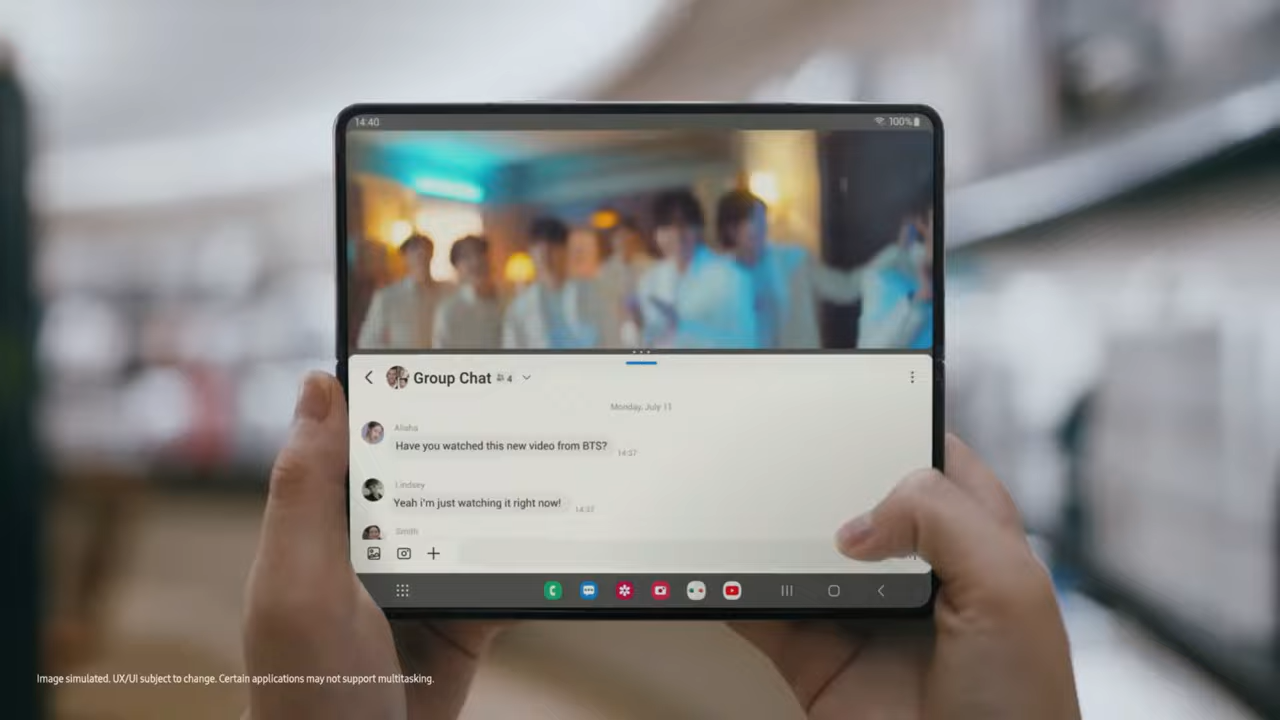 14:40
100%
Group Chat 4
Monday, July 11
Alisha
Have you watched this new video from BTS?
14:37
Lindsey
Yeah i'm just watching it right now!
14:37
Smith
Image simulated. UX/UI subject to change. Certain applications may not support multitasking.